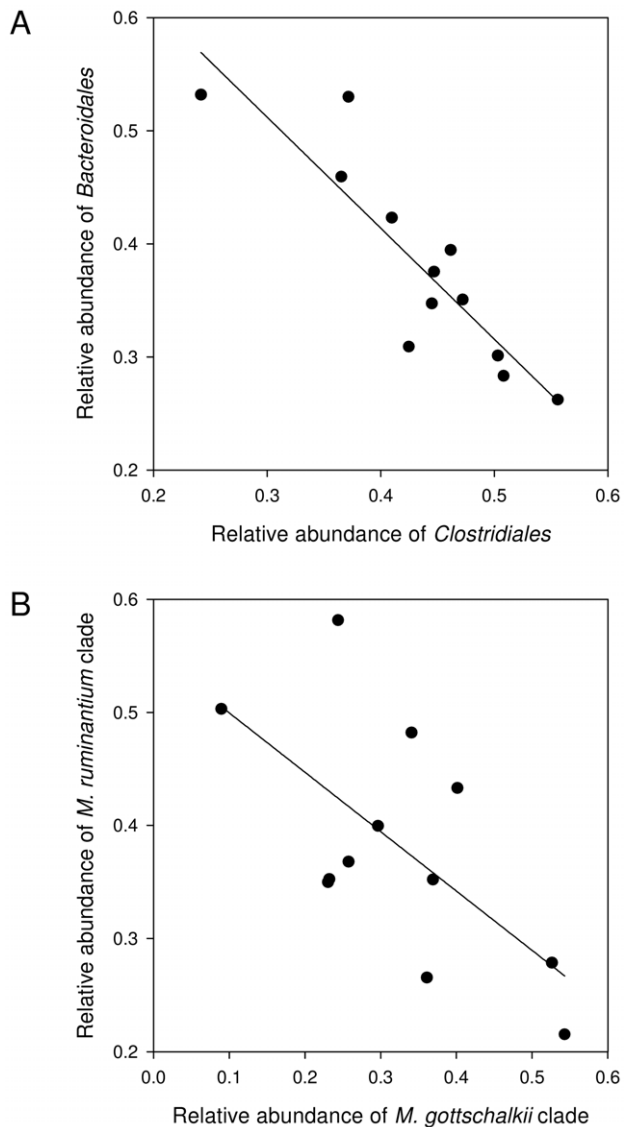 A
Relative abundance of Bacteroidales
0.6
0.5
0.4
0.3
0.2
0.2 0.3 0.4 0.5 0.6
Relative abundance of Clostridiales
B
Relative abundance of M. ruminantium clade
0.6
0.5
0.4
0.3
0.2
0.0 0.1 0.2 0.3 0.4 0.5 0.6
Relative abundance of M. gottschalkii clade